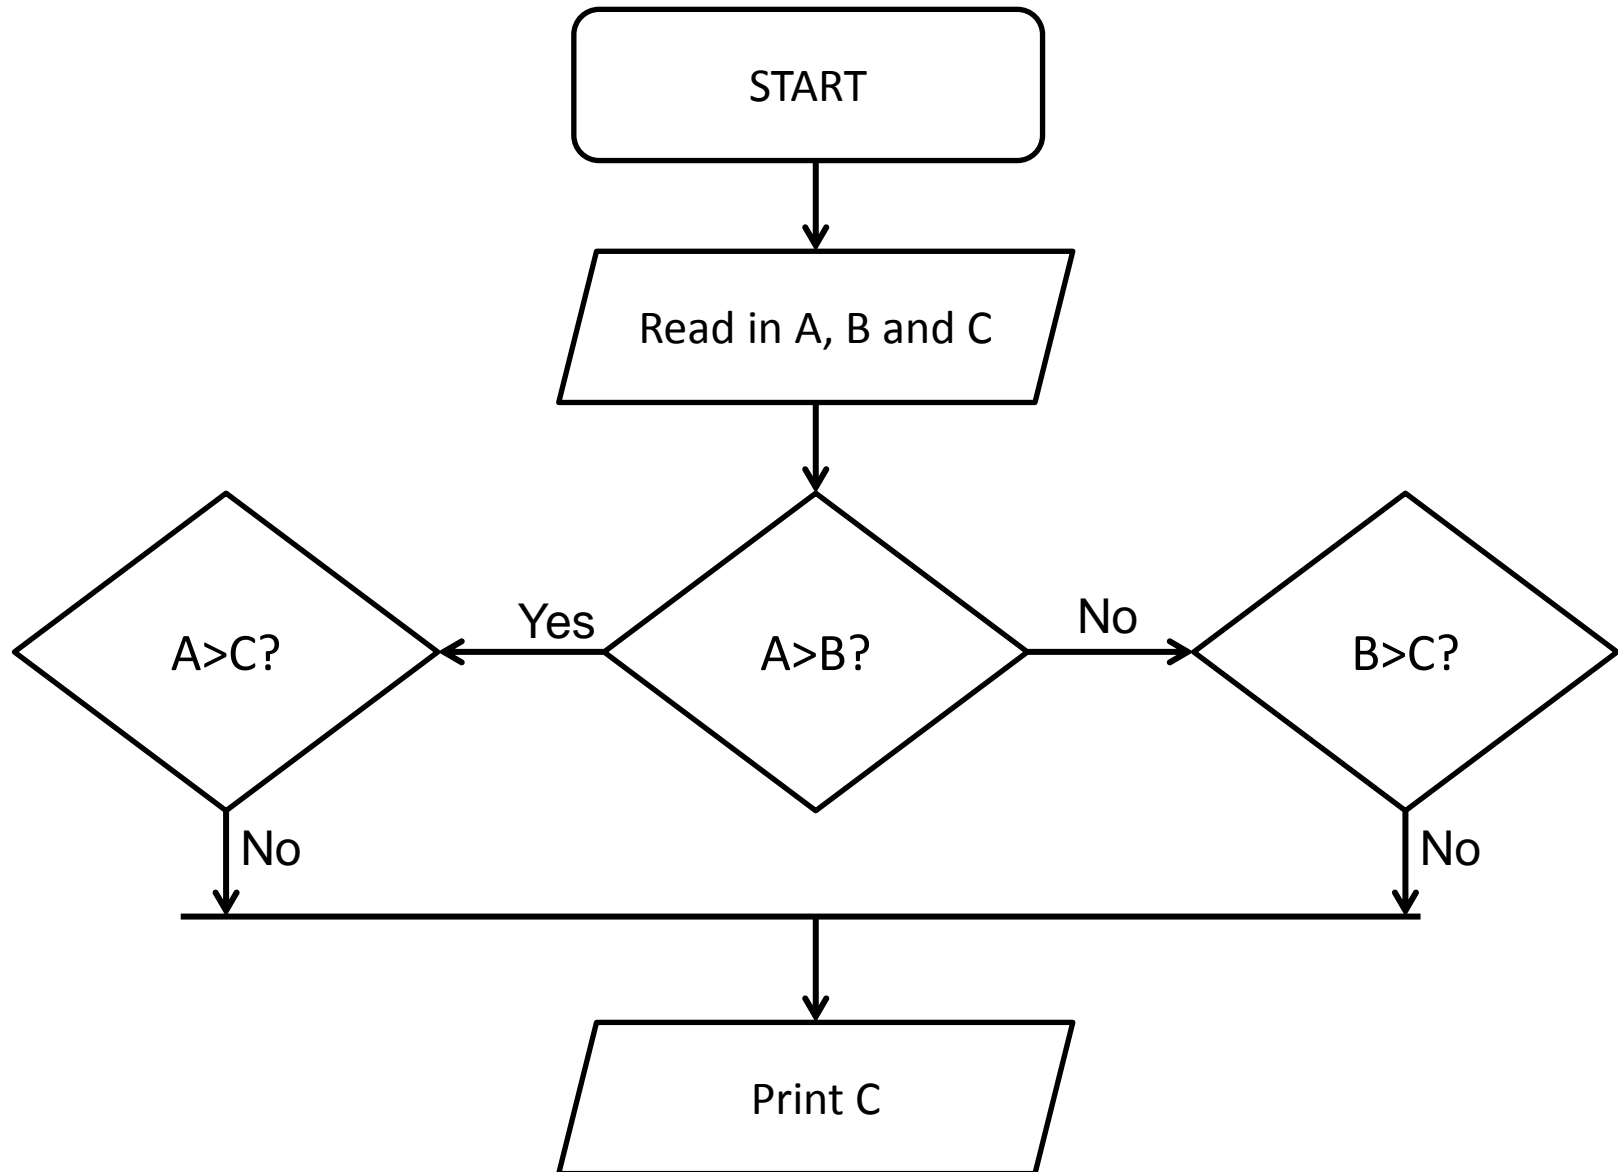 START
Read in A, B and C
A>C?
Yes
A>B?
No
B>C?
No
No
Print C